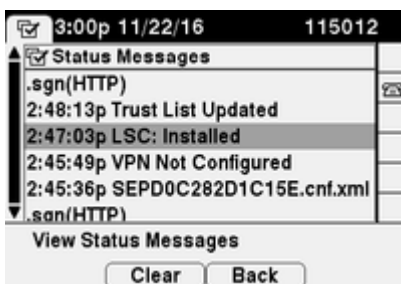 3:00p 11/22/16 115012
Status Messages
.sgn(HTTP)
2:48:13p Trust List Updated
2:47:03p LSC: Installed
2:45:49p VPN Not Configured
2:45:36p SEPD0C282D1C15E.cnf.xml
.sgn(HTTP)
View Status Messages
Clear Back